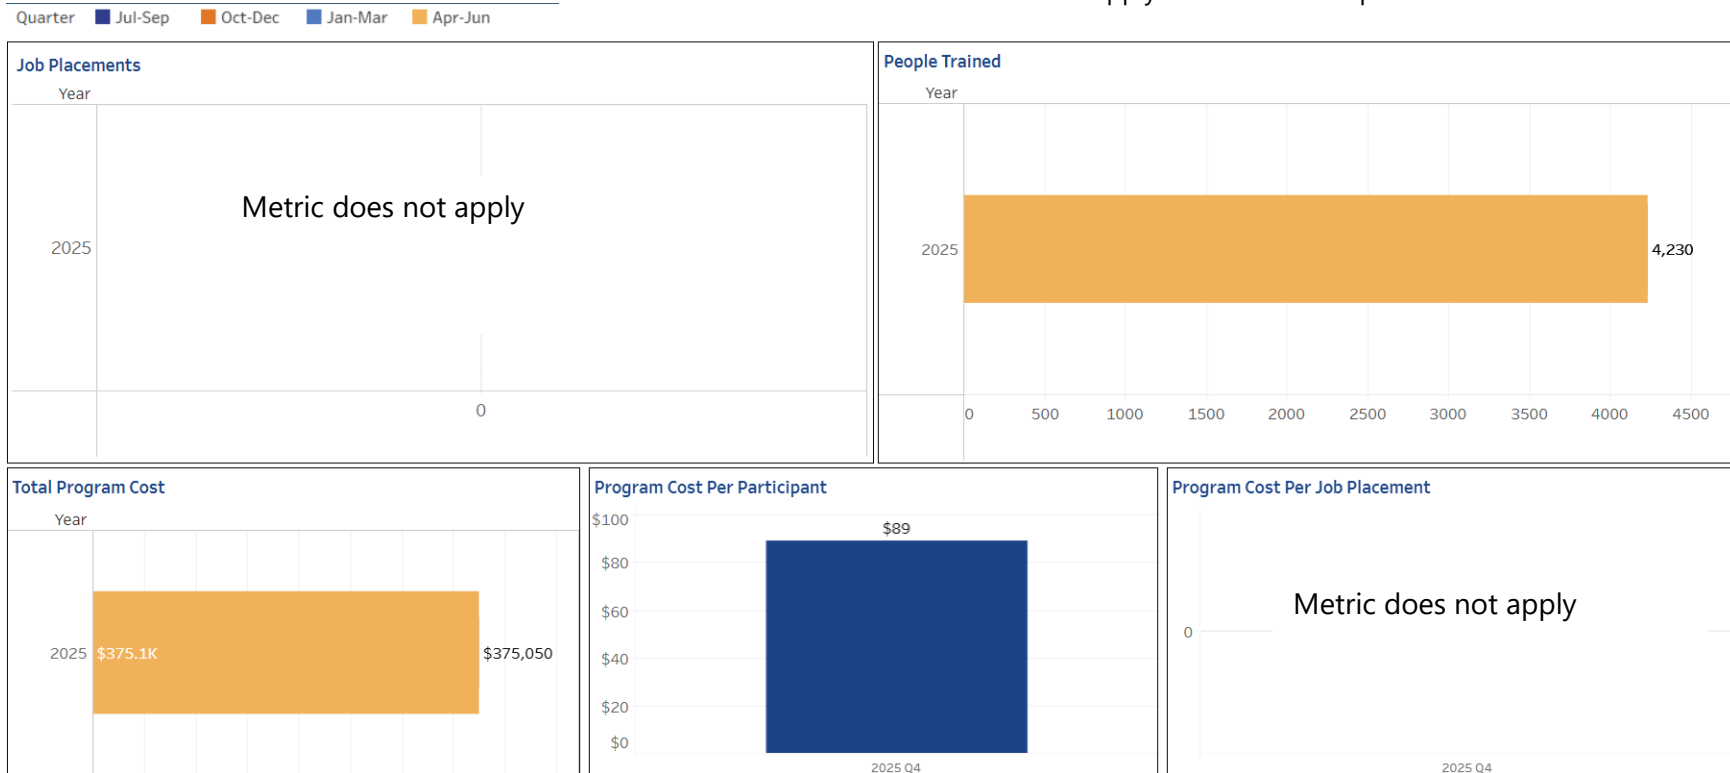 Quarter Jul-Sep Oct-Dec Jan-Mar Apr-Jun
Job Placements
Year
Metric does not apply
2025
0
People Trained
Year
2025
4,230
0 500 1000 1500 2000 2500 3000 3500 4000 4500
Total Program Cost
Year
2025 $375.1K $375,050
Program Cost Per Participant
$100
$89
$80
$60
$40
$20
$0
2025 Q4
Program Cost Per Job Placement
Metric does not apply
0
2025 Q4